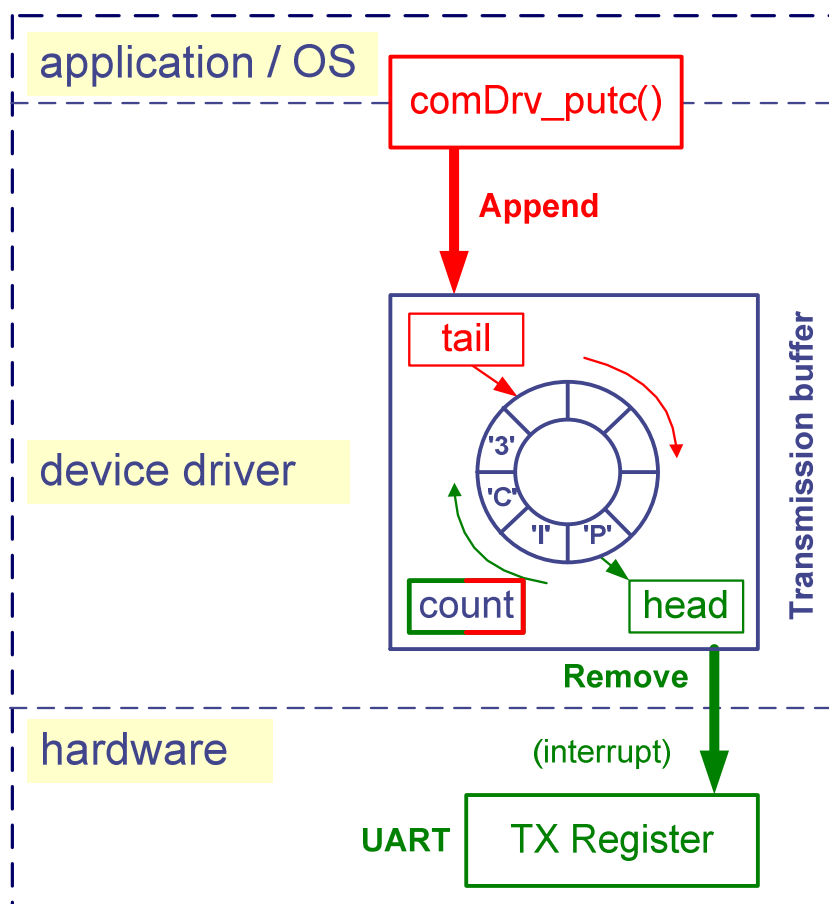 application / OS
comDrv_putc()
Append
tail
Transmission buffer
device driver
'3'
'C'
'I'
'P'
count
head
Remove
hardware
(interrupt)
UART
TX Register